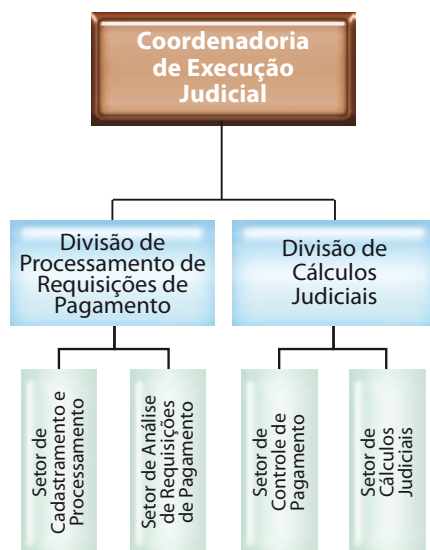 Coordenadoria
de Execução
Judicial
Divisão de
Processamento de
Requisições de
Pagamento
Divisão de
Cálculos
Judiciais
Setor de
Cadastramento e
Processamento
Setor de Análise
de Requisições
de Pagamento
Setor de
Controle de
Pagamento
Setor de
Cálculos
Judiciais